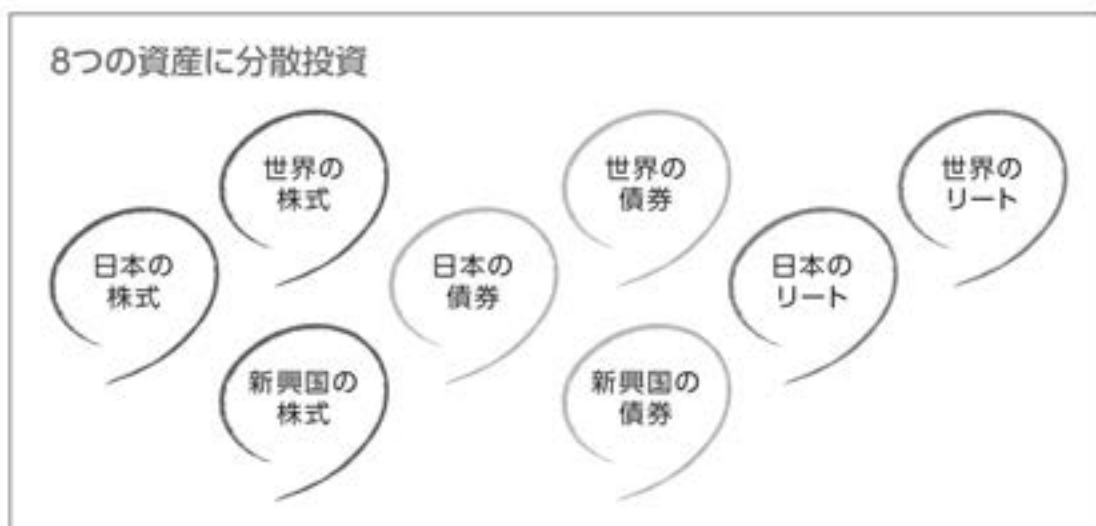 8つの資産に分散投資
世界の
株式
世界の
債券
世界の
リート
日本の
株式
日本の
債券
日本の
リート
新興国の
株式
新興国の
債券